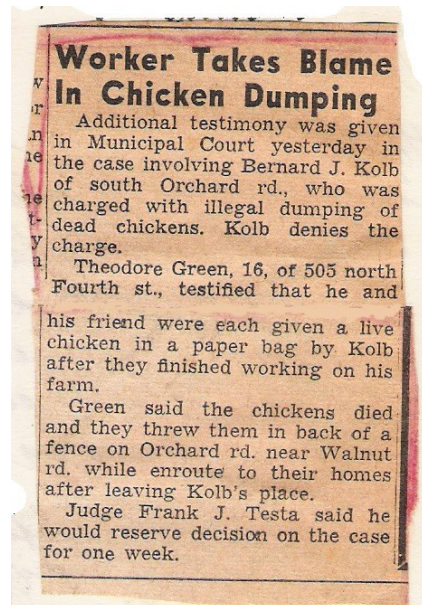 Worker Takes Blame
In Chicken Dumping
Additional testimony was given
in Municipal Court yesterday in
the case involving Bernard J. Kolb
of south Orchard rd., who was
charged with illegal dumping of
dead chickens. Kolb denies the
charge.
Theodore Green, 16, of 505 north
Fourth st., testified that he and
his friend were each given a live
chicken in a paper bag by Kolb
after they finished working on his
farm.
Green said the chickens died
and they threw them in back of a
fence on Orchard rd. near Walnut
rd. while enroute to their homes
after leaving Kolb's place.
Judge Frank J. Testa said he
would reserve decision on the case
for one week.